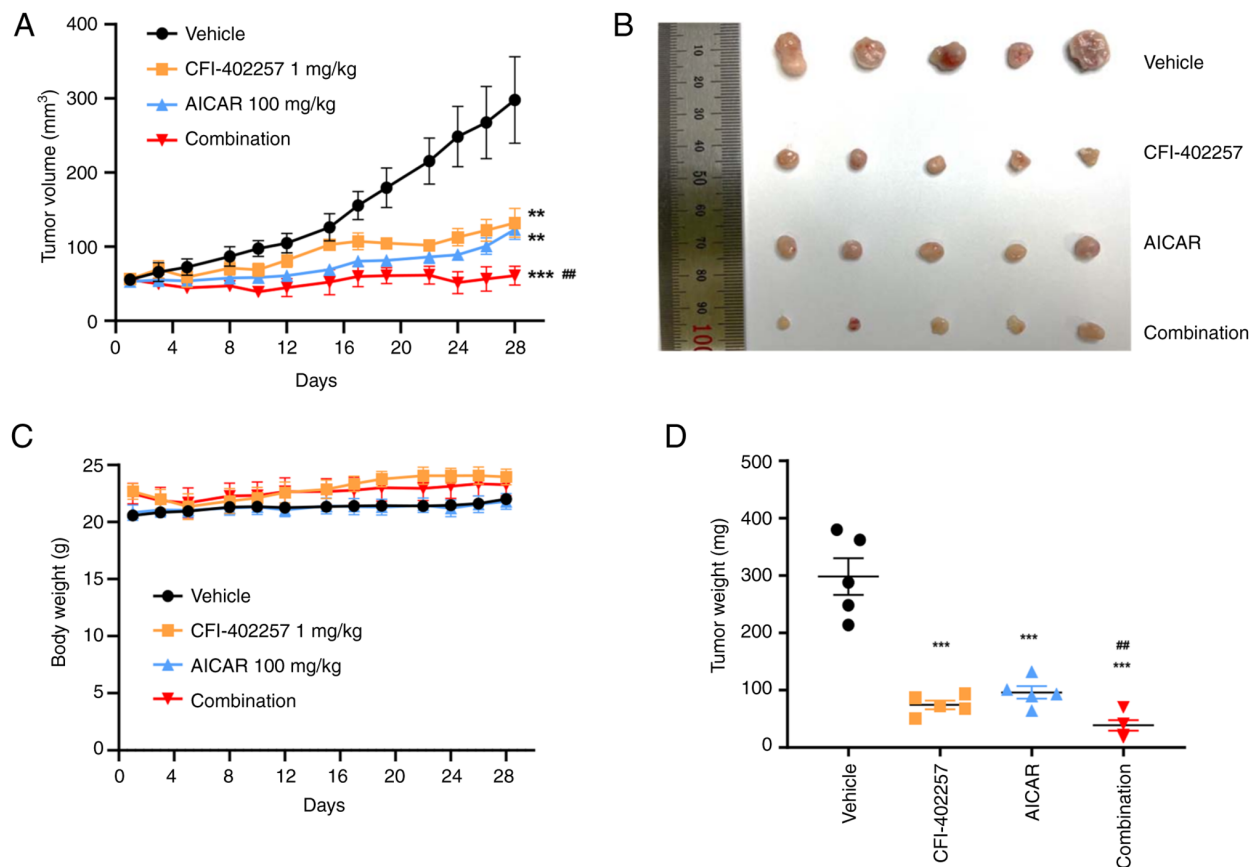 A
Tumor volume (mm³)
400
300
200
100
0
0 4 8 12 16 20 24 28
Days
Vehicle
CFI-402257 1 mg/kg
AICAR 100 mg/kg
Combination
**
**
*** ##
B
10
20
30
40
50
60
70
80
90
100
Vehicle
CFI-402257
AICAR
Combination
C
Body weight (g)
25
20
15
10
5
0
0 4 8 12 16 20 24 28
Days
Vehicle
CFI-402257 1 mg/kg
AICAR 100 mg/kg
Combination
D
Tumor weight (mg)
500
400
300
200
100
0
***
***
##
***
Vehicle
CFI-402257
AICAR
Combination